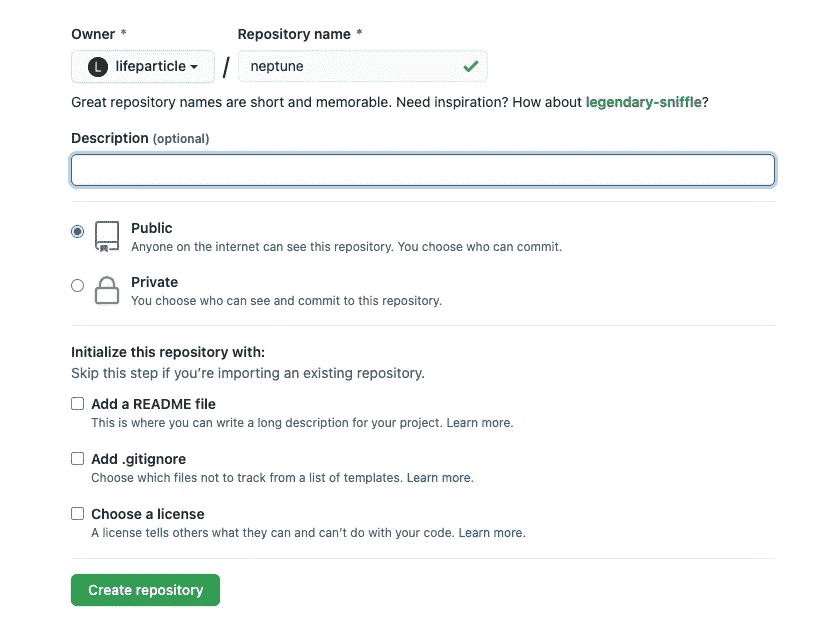 Owner * Repository name *
L lifeparticle / neptune
Great repository names are short and memorable. Need inspiration? How about legendary-sniffle?
Description (optional)
Public
Anyone on the internet can see this repository. You choose who can commit.
Private
You choose who can see and commit to this repository.
Initialize this repository with:
Skip this step if you’re importing an existing repository.
Add a README file
This is where you can write a long description for your project. Learn more.
Add .gitignore
Choose which files not to track from a list of templates. Learn more.
Choose a license
A license tells others what they can and can't do with your code. Learn more.
Create repository